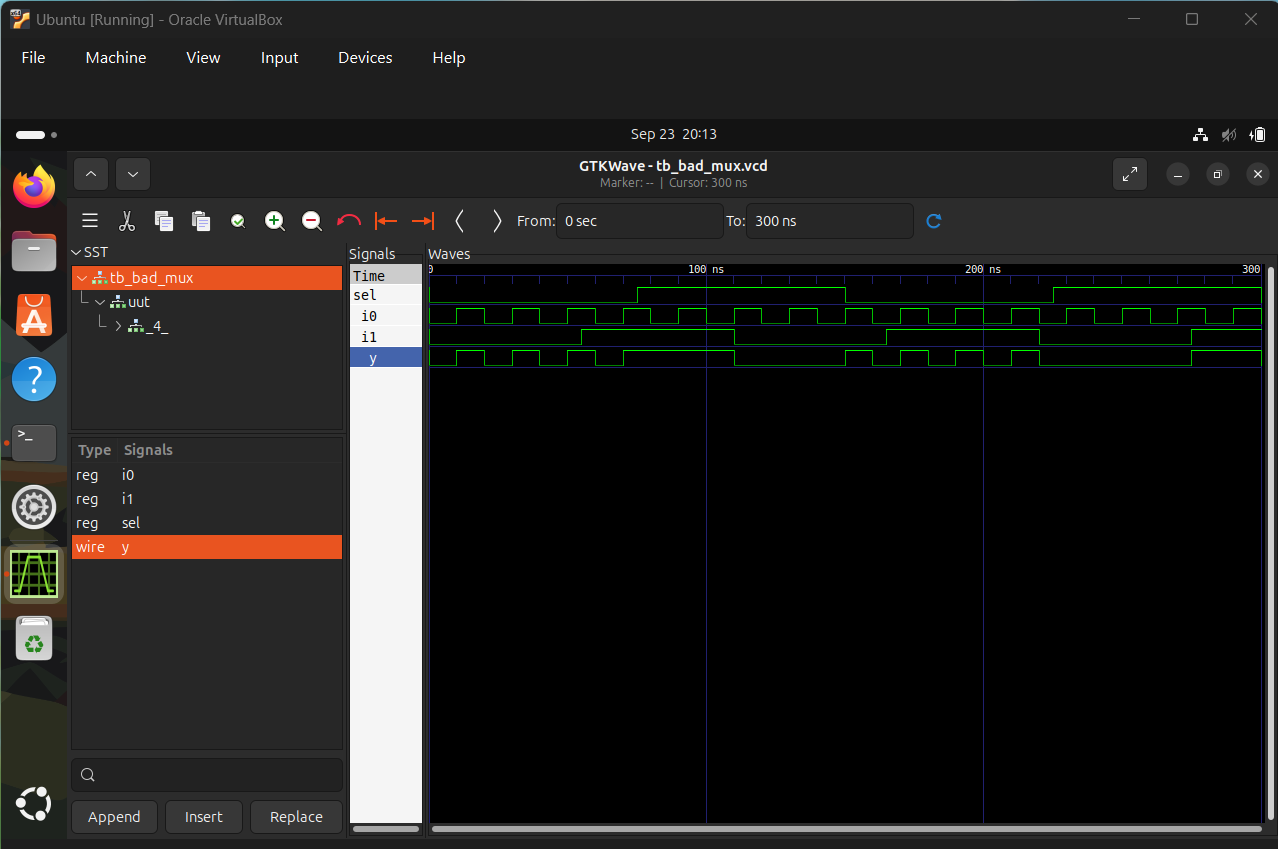 Ubuntu [Running] - Oracle VirtualBox
File Machine View Input Devices Help
Sep 23 20:13
GTKWave - tb_bad_mux.vcd
Marker: -- | Cursor: 300 ns
From: 0 sec To: 300 ns
SST
tb_bad_mux
uut
_4_
Type Signals
reg i0
reg i1
reg sel
wire y
Append Insert Replace
Signals
Time
sel
i0
i1
y
Waves
0 100 ns 200 ns 300